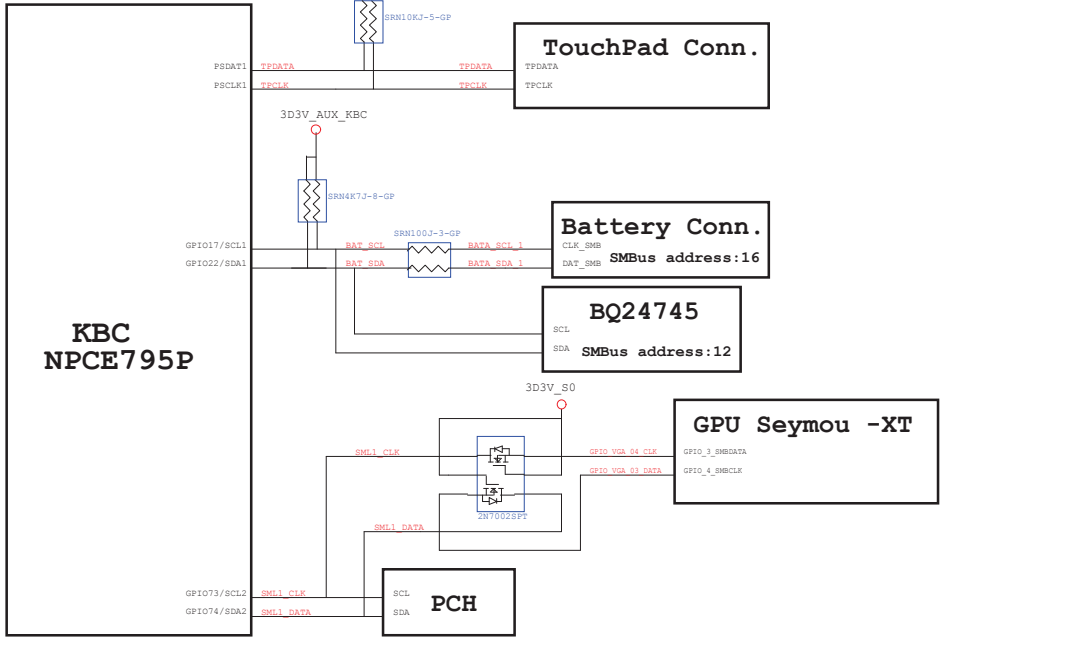 SRN10KJ-5-GP
TouchPad Conn.
PSDAT1 TPDATA TPDATA TPDATA
PSCLK1 TPCLK TPCLK TPCLK
3D3V_AUX_KBC
SRN4K7J-8-GP
Battery Conn.
SRN100J-3-GP
GPIO17/SCL1 BAT_SCL BATA_SCL_1 CLK_SMB
SMBus address:16
GPIO22/SDA1 BAT_SDA BATA_SDA_1 DAT_SMB
BQ24745
SCL
SDA SMBus address:12
KBC
NPCE795P
3D3V_S0
GPU Seymou -XT
SML1_CLK GPIO_VGA_04_CLK GPIO_3_SMBDATA
GPIO_VGA_03_DATA GPIO_4_SMBCLK
2N7002SPT
SML1_DATA
GPIO73/SCL2 SML1_CLK SCL
PCH
GPIO74/SDA2 SML1_DATA SDA